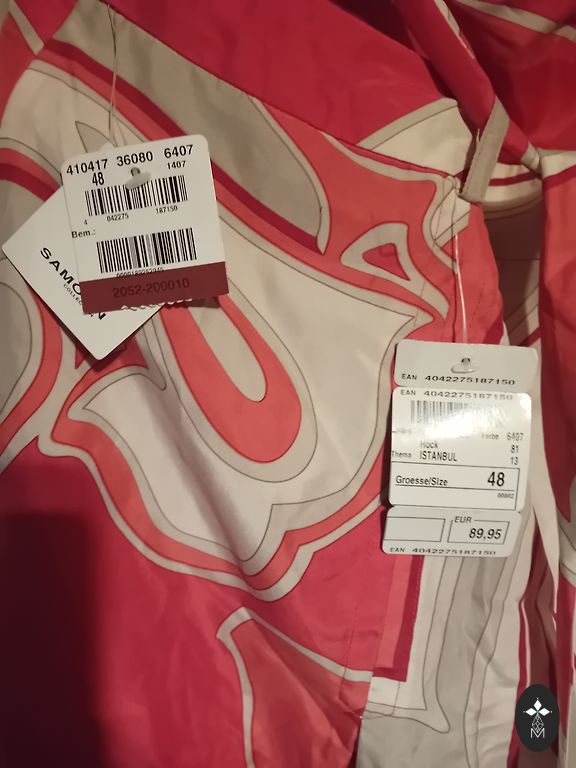 410417 36080 6407
48
1407
4 042275 187150
Bem.:
2052-200010
COLLEC
EAN 4042275187150
EAN 4042275187150
Farbe 6407
Rock 81
Thema ISTANBUL 13
Groesse/Size 48
EUR
89,95
EAN 4042275187150
M